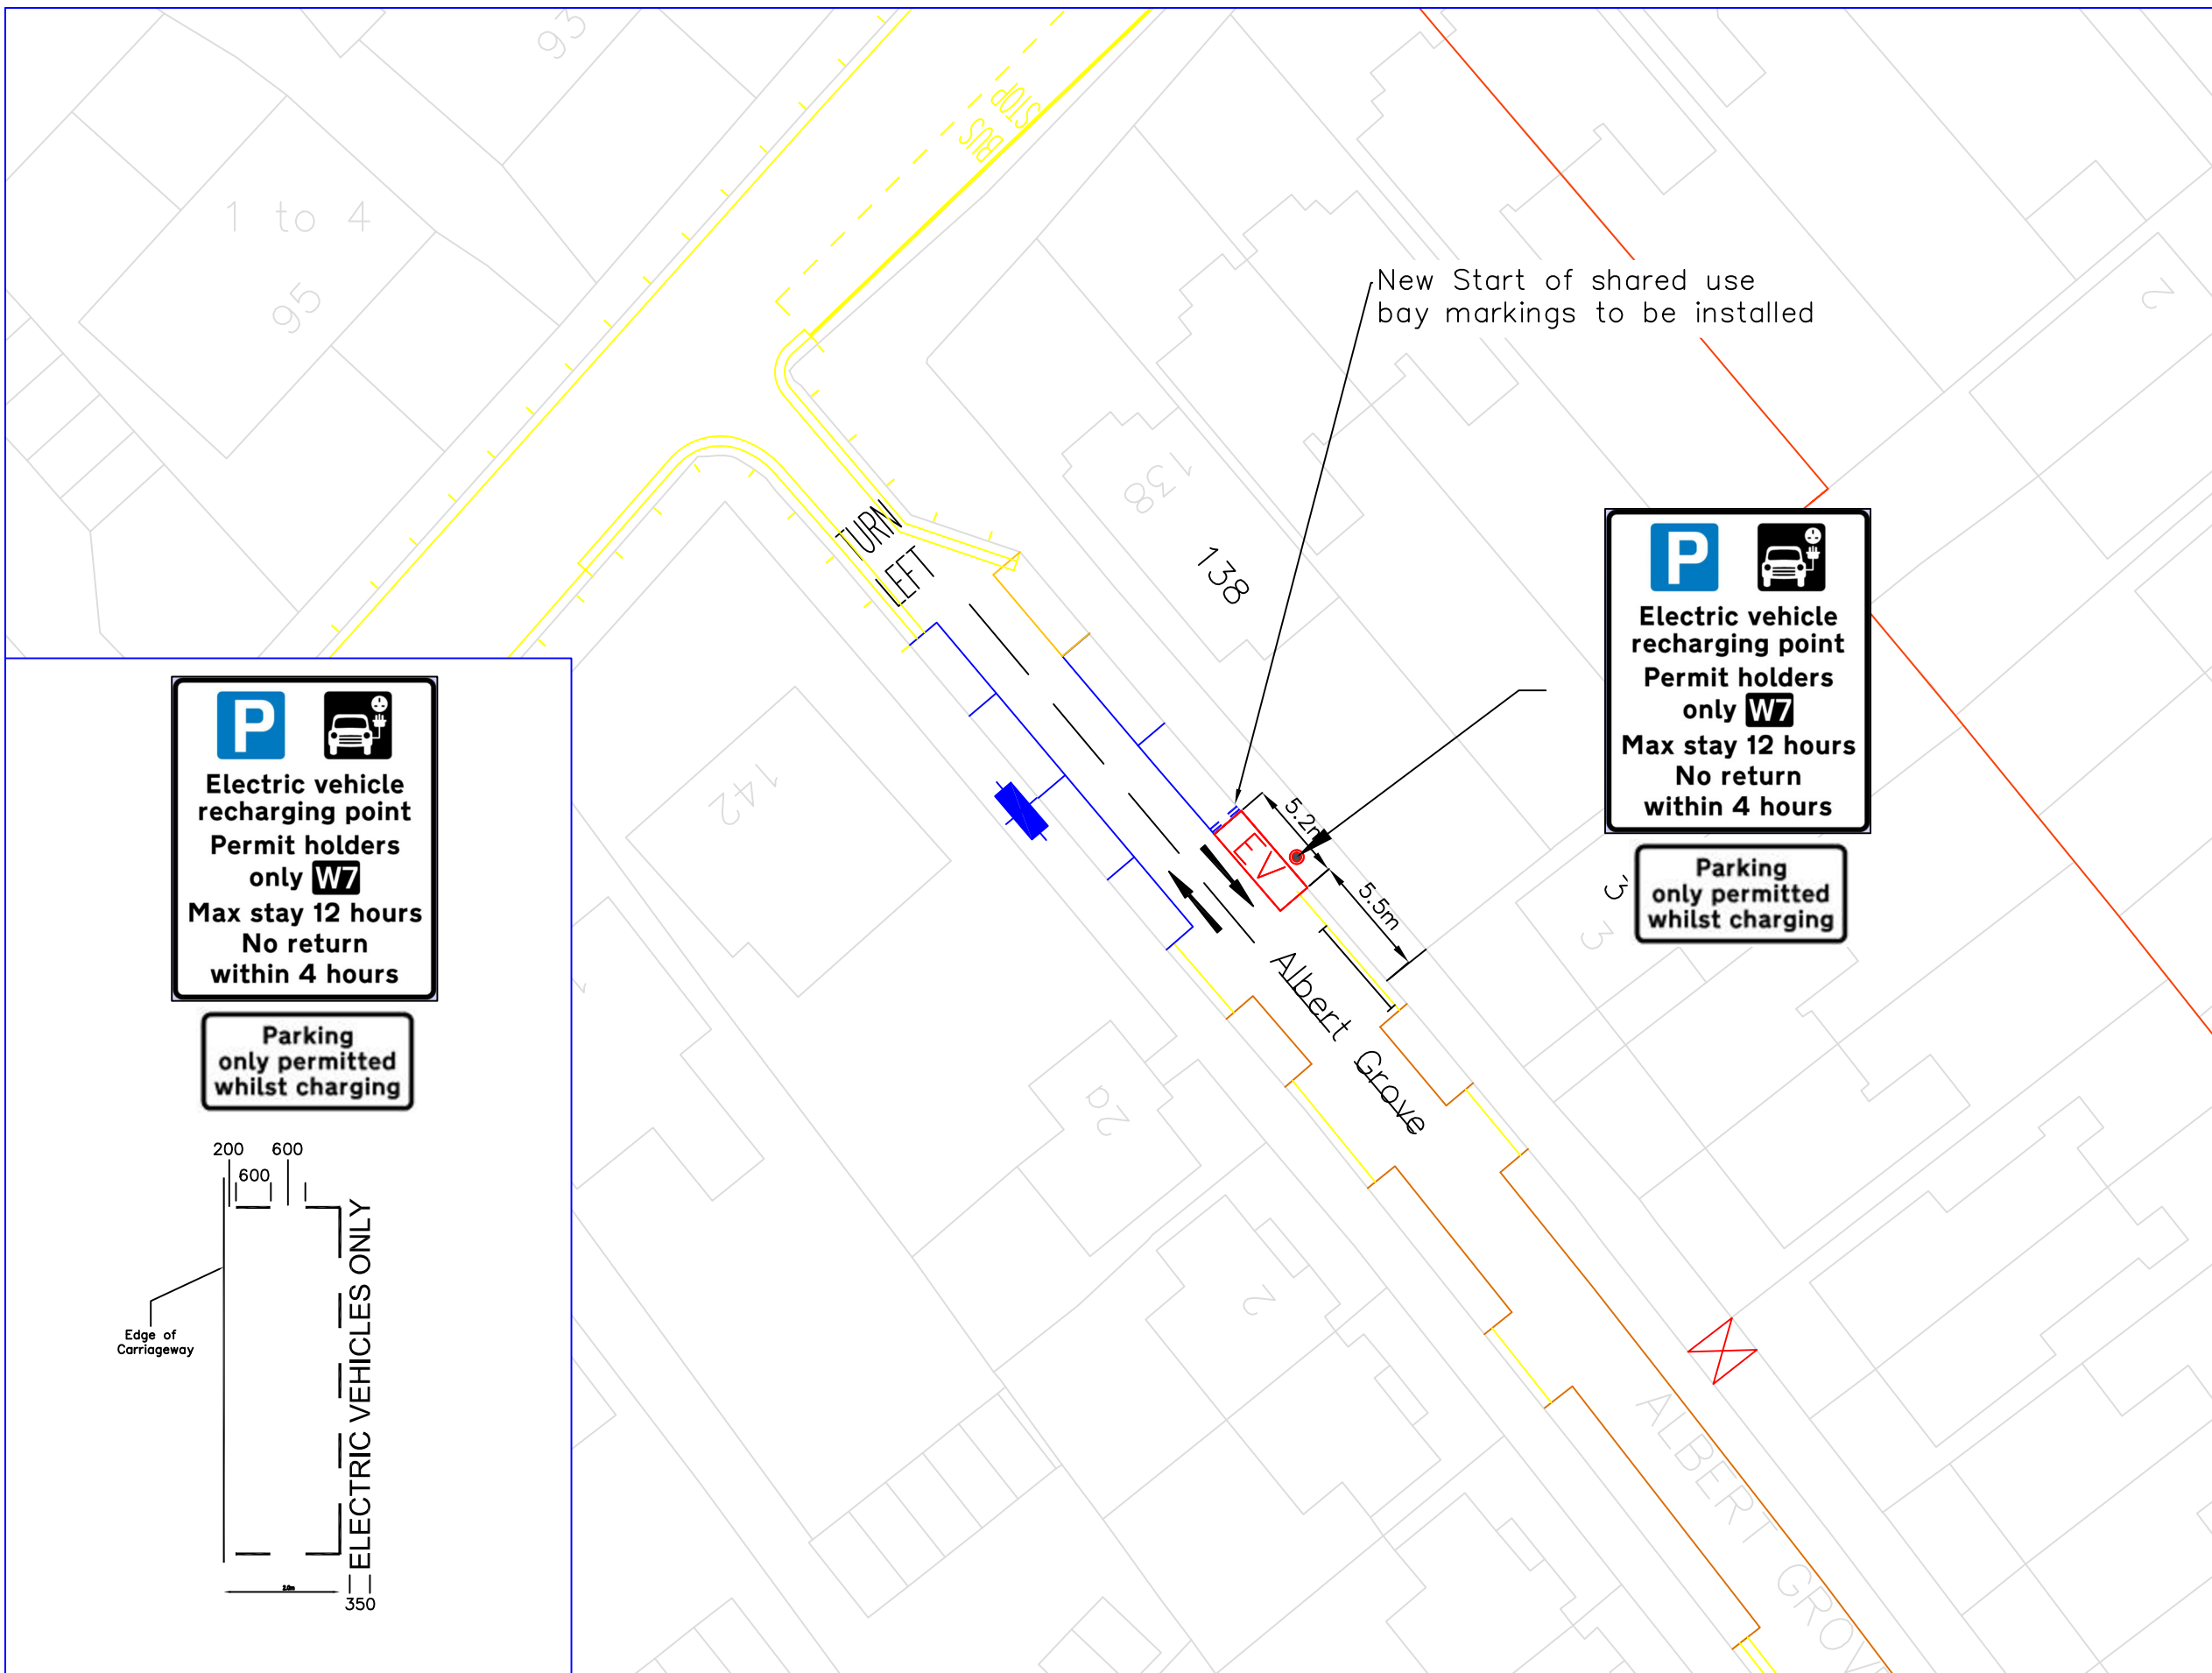 93
BUS
STOP
1 to 4
95
New Start of shared use
bay markings to be installed
2
138
TURN
LEFT
138
P
Electric vehicle
recharging point
Permit holders
only W7
Max stay 12 hours
No return
within 4 hours
Parking
only permitted
whilst charging
P
Electric vehicle
recharging point
Permit holders
only W7
Max stay 12 hours
No return
within 4 hours
Parking
only permitted
whilst charging
142
5.2m
EV
5.5m
3
3
Albert Grove
2a
2
200 600
600
ELECTRIC VEHICLES ONLY
Edge of
Carriageway
2.0m
350
ALBERT GROV